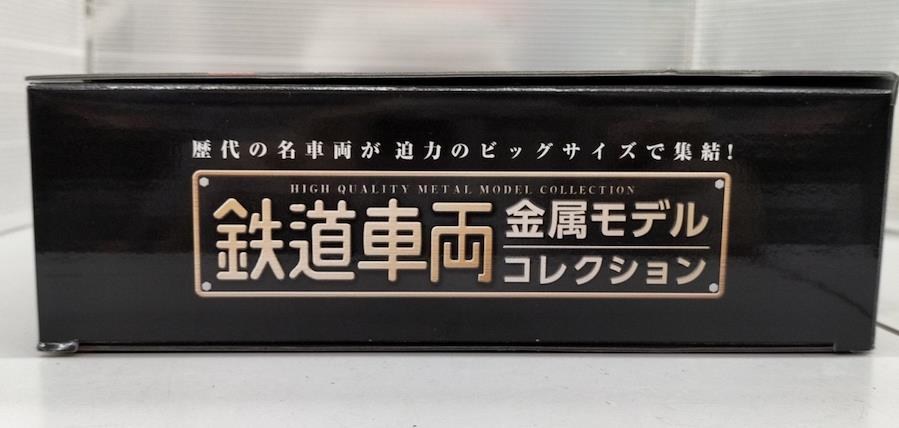 歴代の名車両が迫力のビッグサイズで集結!
HIGH QUALITY METAL MODEL COLLECTION
鉄道車両
金属モデル
コレクション